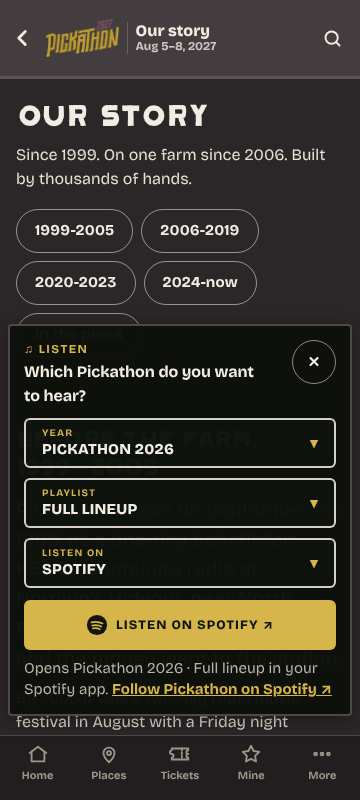 2027
PICKATHON
Our story
Aug 5–8, 2027
OUR STORY
Since 1999. On one farm since 2006. Built
by thousands of hands.
1999-2005
2006-2019
2020-2023
2024-now
♫ LISTEN
Which Pickathon do you want
to hear?
YEAR
PICKATHON 2026
PLAYLIST
FULL LINEUP
LISTEN ON
SPOTIFY
LISTEN ON SPOTIFY ↗
Opens Pickathon 2026 · Full lineup in your
Spotify app. Follow Pickathon on Spotify ↗
festival in August with a Friday night
Home
Places
Tickets
Mine
More